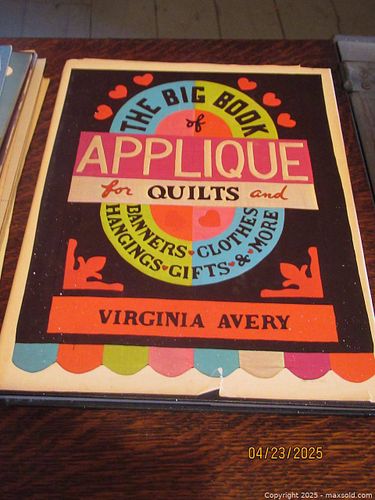 THE BIG BOOK
of
APPLIQUE
for QUILTS and
BANNERS • CLOTHES
HANGINGS • GIFTS • & MORE
VIRGINIA AVERY
04/23/2025
Copyright © 2025 - maxsold.com